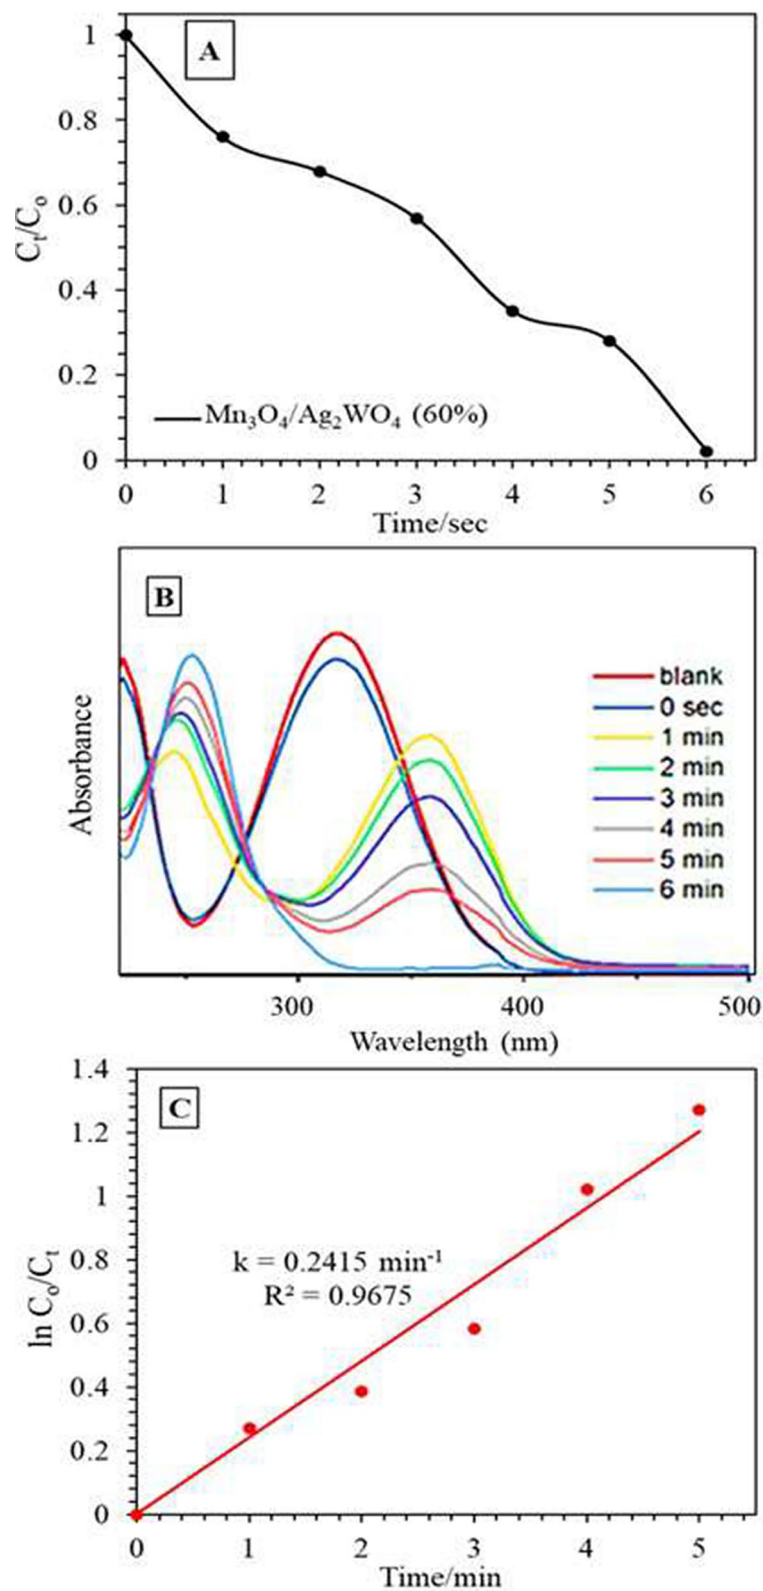 A
1
0.8
0.6
0.4
0.2
0
Cₜ/Cₒ
Mn₃O₄/Ag₂WO₄ (60%)
0 1 2 3 4 5 6
Time/sec
B
Absorbance
blank
0 sec
1 min
2 min
3 min
4 min
5 min
6 min
300 400 500
Wavelength (nm)
C
1.4
1.2
1
0.8
0.6
0.4
0.2
0
ln Cₒ/Cₜ
k = 0.2415 min⁻¹
R² = 0.9675
0 1 2 3 4 5
Time/min